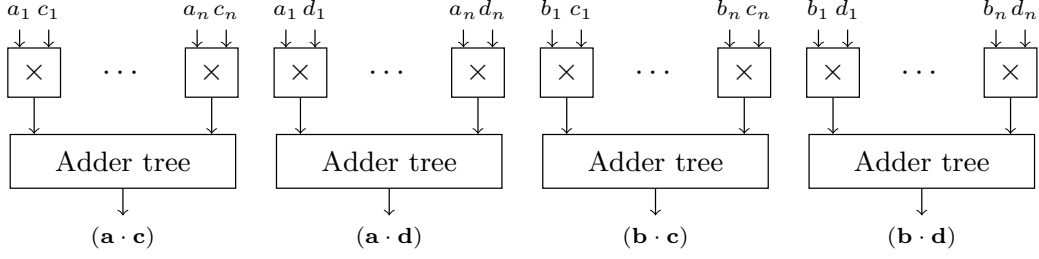 a₁ c₁ aₙ cₙ a₁ d₁ aₙ dₙ b₁ c₁ bₙ cₙ b₁ d₁ bₙ dₙ
× ··· × × ··· × × ··· × × ··· ×
Adder tree Adder tree Adder tree Adder tree
(a · c) (a · d) (b · c) (b · d)